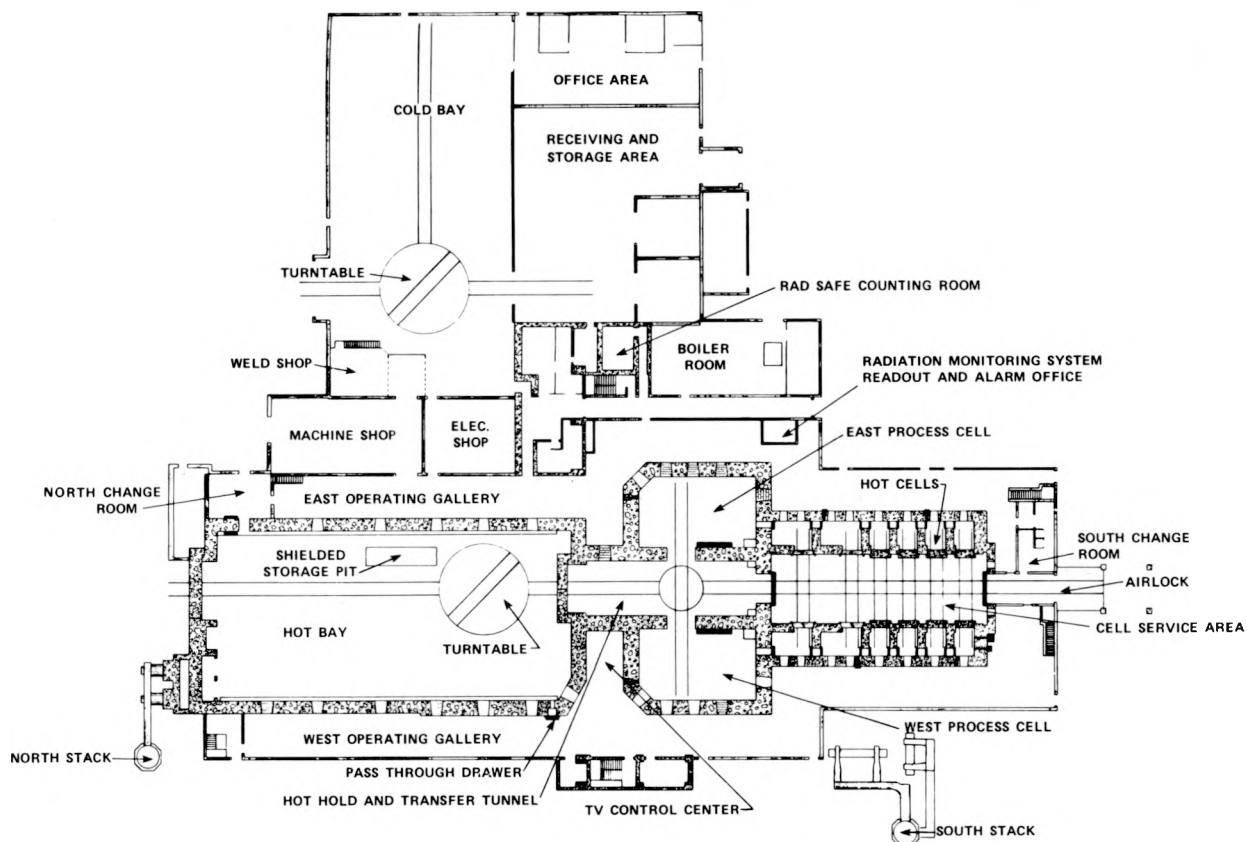 OFFICE AREA
COLD BAY
RECEIVING AND
STORAGE AREA
TURNTABLE
RAD SAFE COUNTING ROOM
WELD SHOP
BOILER
ROOM
RADIATION MONITORING SYSTEM
READOUT AND ALARM OFFICE
MACHINE SHOP
ELEC.
SHOP
EAST PROCESS CELL
NORTH CHANGE
ROOM
EAST OPERATING GALLERY
HOT CELLS
SHIELDED
STORAGE PIT
SOUTH CHANGE
ROOM
AIRLOCK
HOT BAY
TURNTABLE
CELL SERVICE AREA
WEST PROCESS CELL
WEST OPERATING GALLERY
NORTH STACK
PASS THROUGH DRAWER
HOT HOLD AND TRANSFER TUNNEL
TV CONTROL CENTER
SOUTH STACK